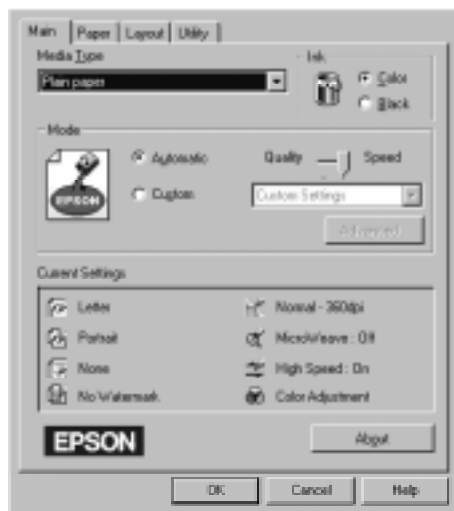 Main Paper Layout Utility
Media Type
Plain paper
Ink
Color
Black
Mode
EPSON
Automatic
Custom
Quality Speed
Custom Settings
Advanced...
Current Settings
Letter
Portrait
None
No Watermark
Normal - 360dpi
MicroWeave : Off
High Speed : On
Color Adjustment
EPSON
About
OK Cancel Help